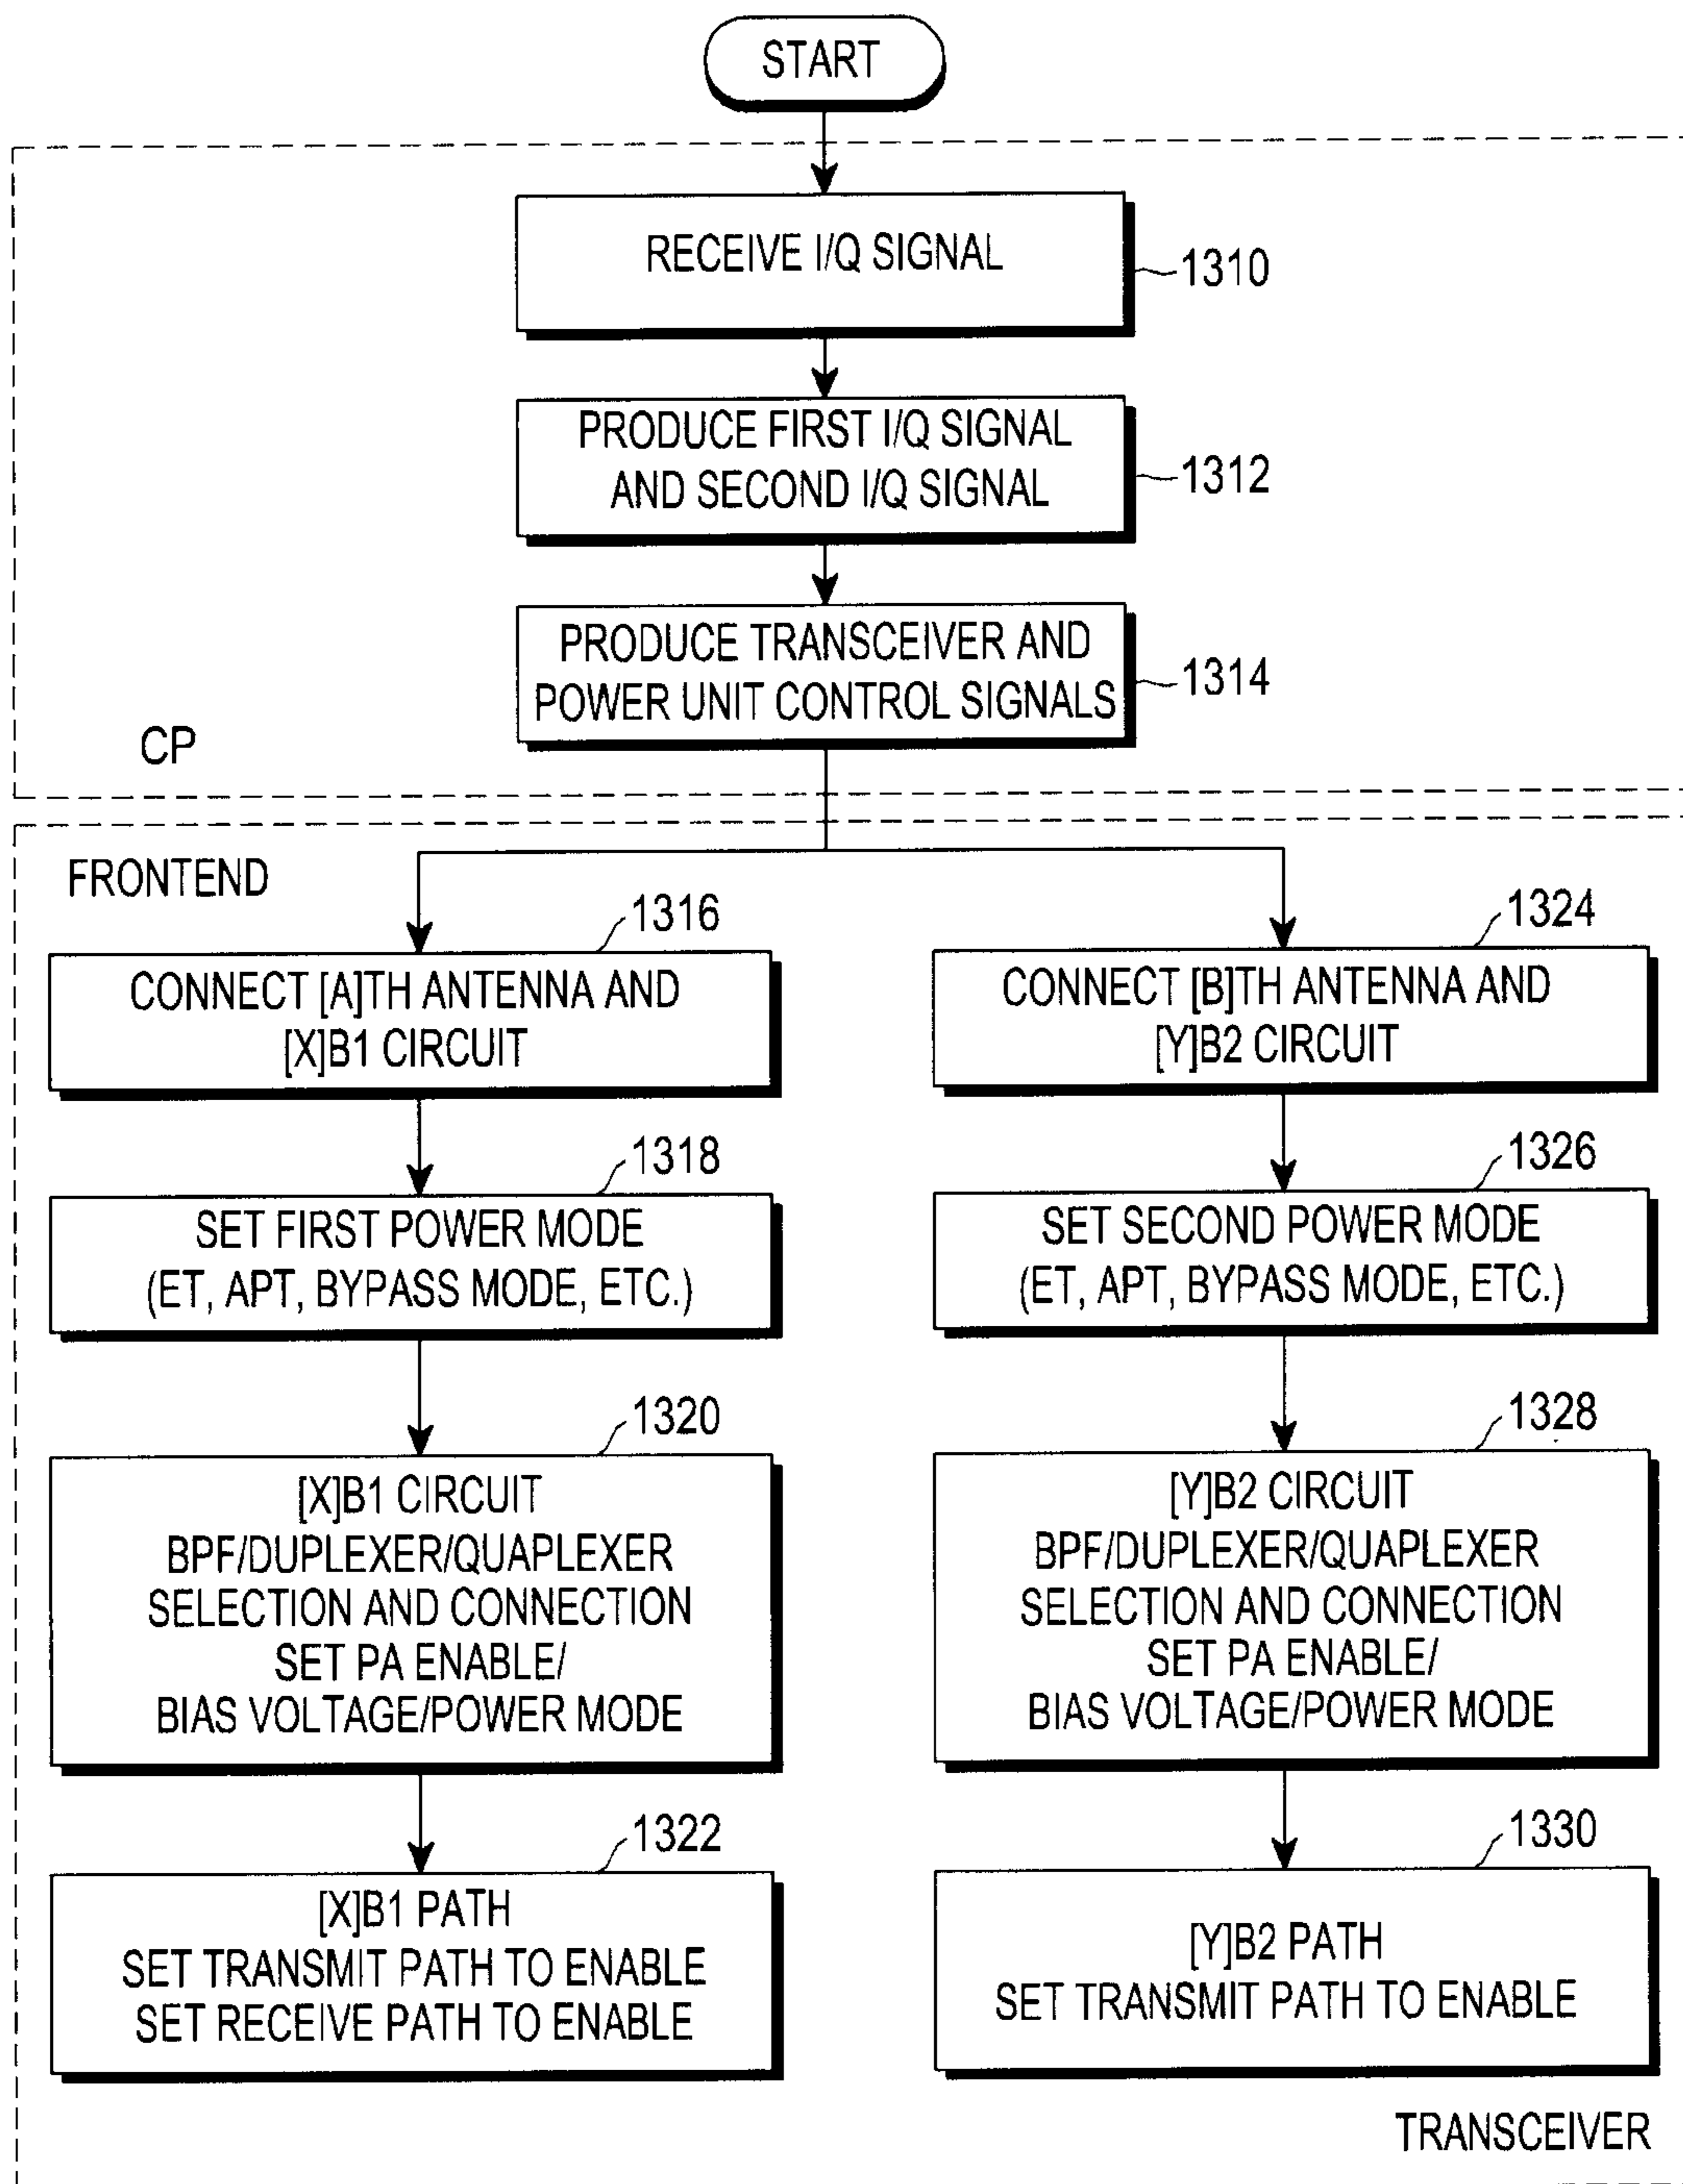 START
RECEIVE I/Q SIGNAL
1310
PRODUCE FIRST I/Q SIGNAL
AND SECOND I/Q SIGNAL
1312
PRODUCE TRANSCEIVER AND
POWER UNIT CONTROL SIGNALS
1314
CP
FRONTEND
1316
CONNECT [A]TH ANTENNA AND
[X]B1 CIRCUIT
1318
SET FIRST POWER MODE
(ET, APT, BYPASS MODE, ETC.)
1320
[X]B1 CIRCUIT
BPF/DUPLEXER/QUAPLEXER
SELECTION AND CONNECTION
SET PA ENABLE/
BIAS VOLTAGE/POWER MODE
1322
[X]B1 PATH
SET TRANSMIT PATH TO ENABLE
SET RECEIVE PATH TO ENABLE
1324
CONNECT [B]TH ANTENNA AND
[Y]B2 CIRCUIT
1326
SET SECOND POWER MODE
(ET, APT, BYPASS MODE, ETC.)
1328
[Y]B2 CIRCUIT
BPF/DUPLEXER/QUAPLEXER
SELECTION AND CONNECTION
SET PA ENABLE/
BIAS VOLTAGE/POWER MODE
1330
[Y]B2 PATH
SET TRANSMIT PATH TO ENABLE
TRANSCEIVER